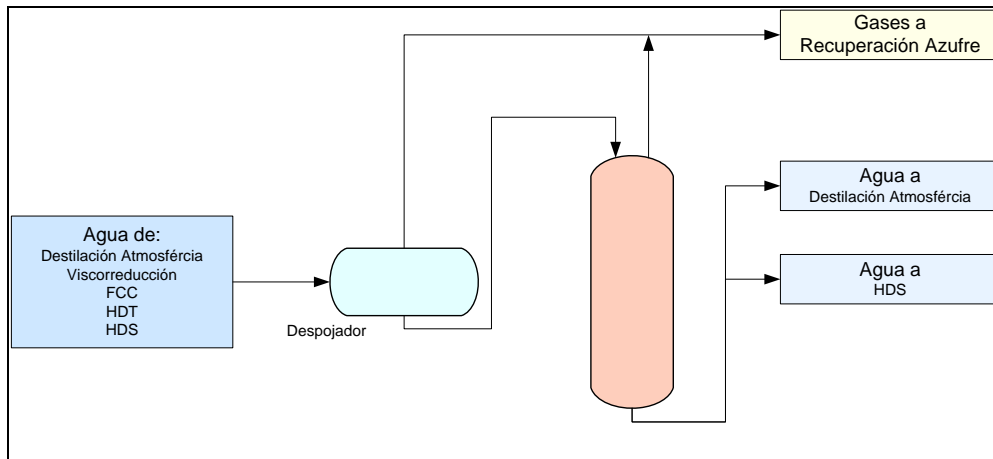 Gases a
Recuperación Azufre
Agua a
Destilación Atmosfércia
Agua de:
Destilación Atmosfércia
Viscorreducción
FCC
HDT
HDS
Agua a
HDS
Despojador